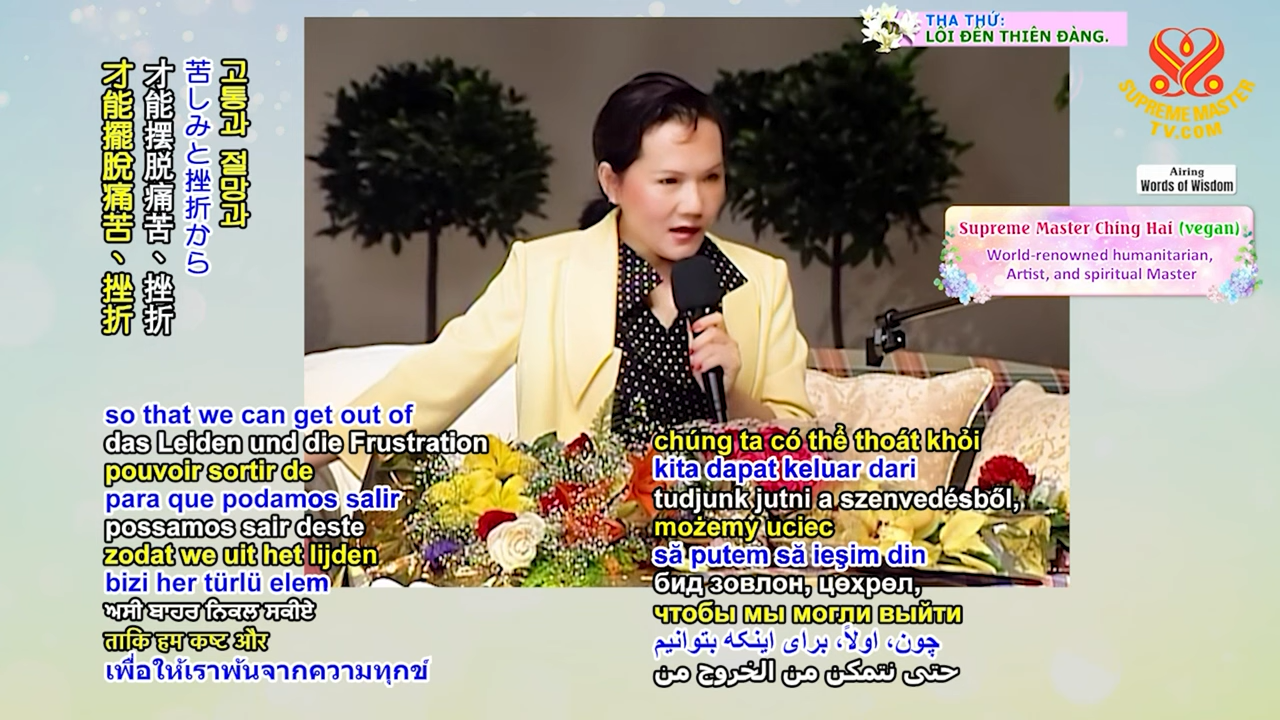 THA THỨ:
LỐI ĐẾN THIÊN ĐÀNG.
SUPREME MASTER
TV.COM
Airing
Words of Wisdom
Supreme Master Ching Hai (vegan)
World-renowned humanitarian,
Artist, and spiritual Master
고통과 절망과
苦しみと挫折から
才能摆脱痛苦、挫折
才能擺脫痛苦、挫折
so that we can get out of
das Leiden und die Frustration
pouvoir sortir de
para que podamos salir
possamos sair deste
zodat we uit het lijden
bizi her türlü elem
ਅਸੀ ਬਾਹਰ ਨਿਕਲ ਸਕੀਏ
ताकि हम कष्ट और
เพื่อให้เราพ้นจากความทุกข์
chúng ta có thể thoát khỏi
kita dapat keluar dari
tudjunk jutni a szenvedésből,
możemy uciec
să putem să ieşim din
бид зовлон, цөхрөл,
чтобы мы могли выйти
چون، اولاً، برای اینکه بتوانیم
حتى نتمكن من الخروج من